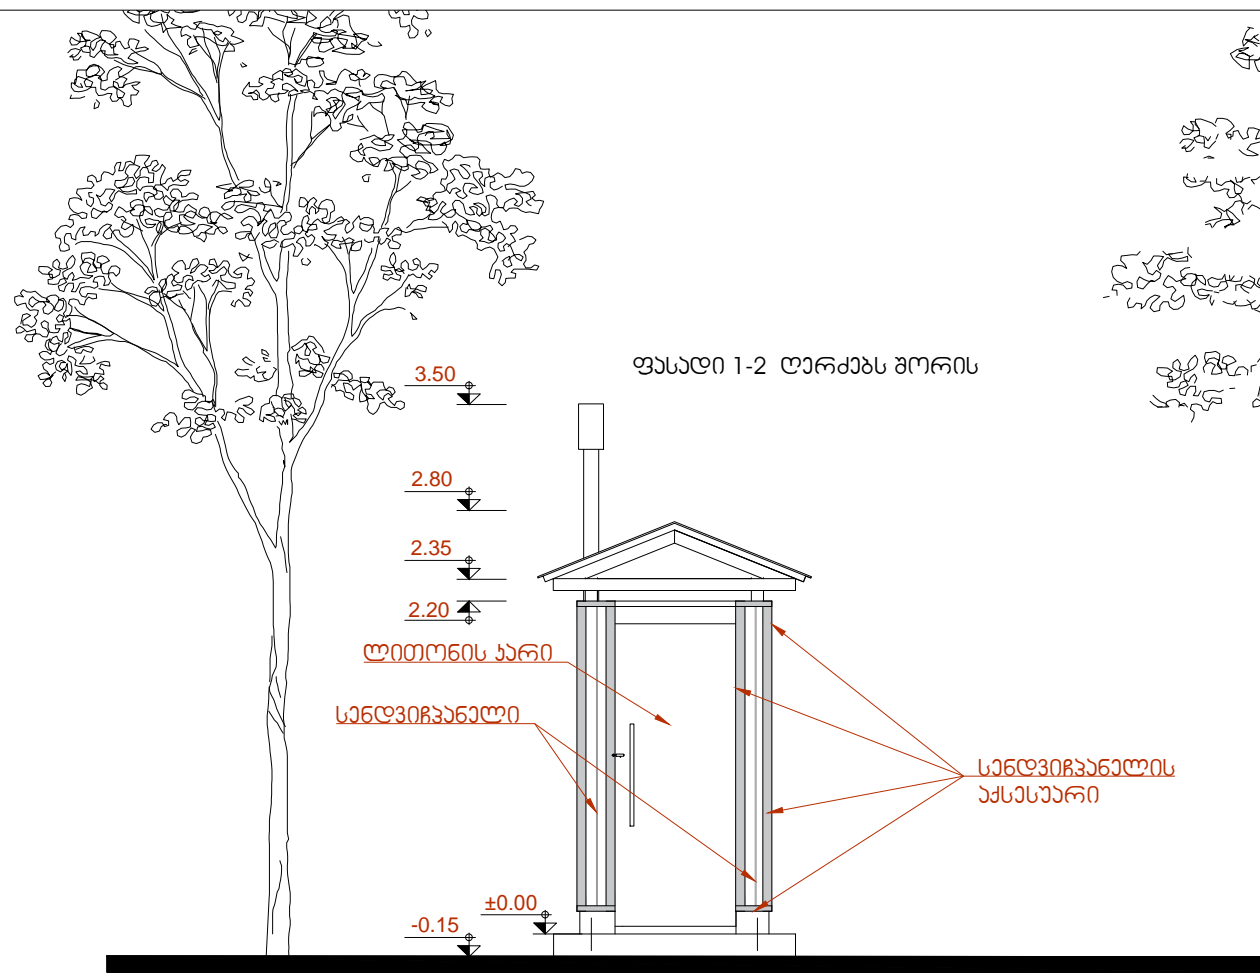 ფასადი 1-2 ღერძებს შორის
3.50
2.80
2.35
2.20
ლითონის კარი
სენდვიჩპანელი
სენდვიჩპანელის
აქსესუარი
±0.00
-0.15